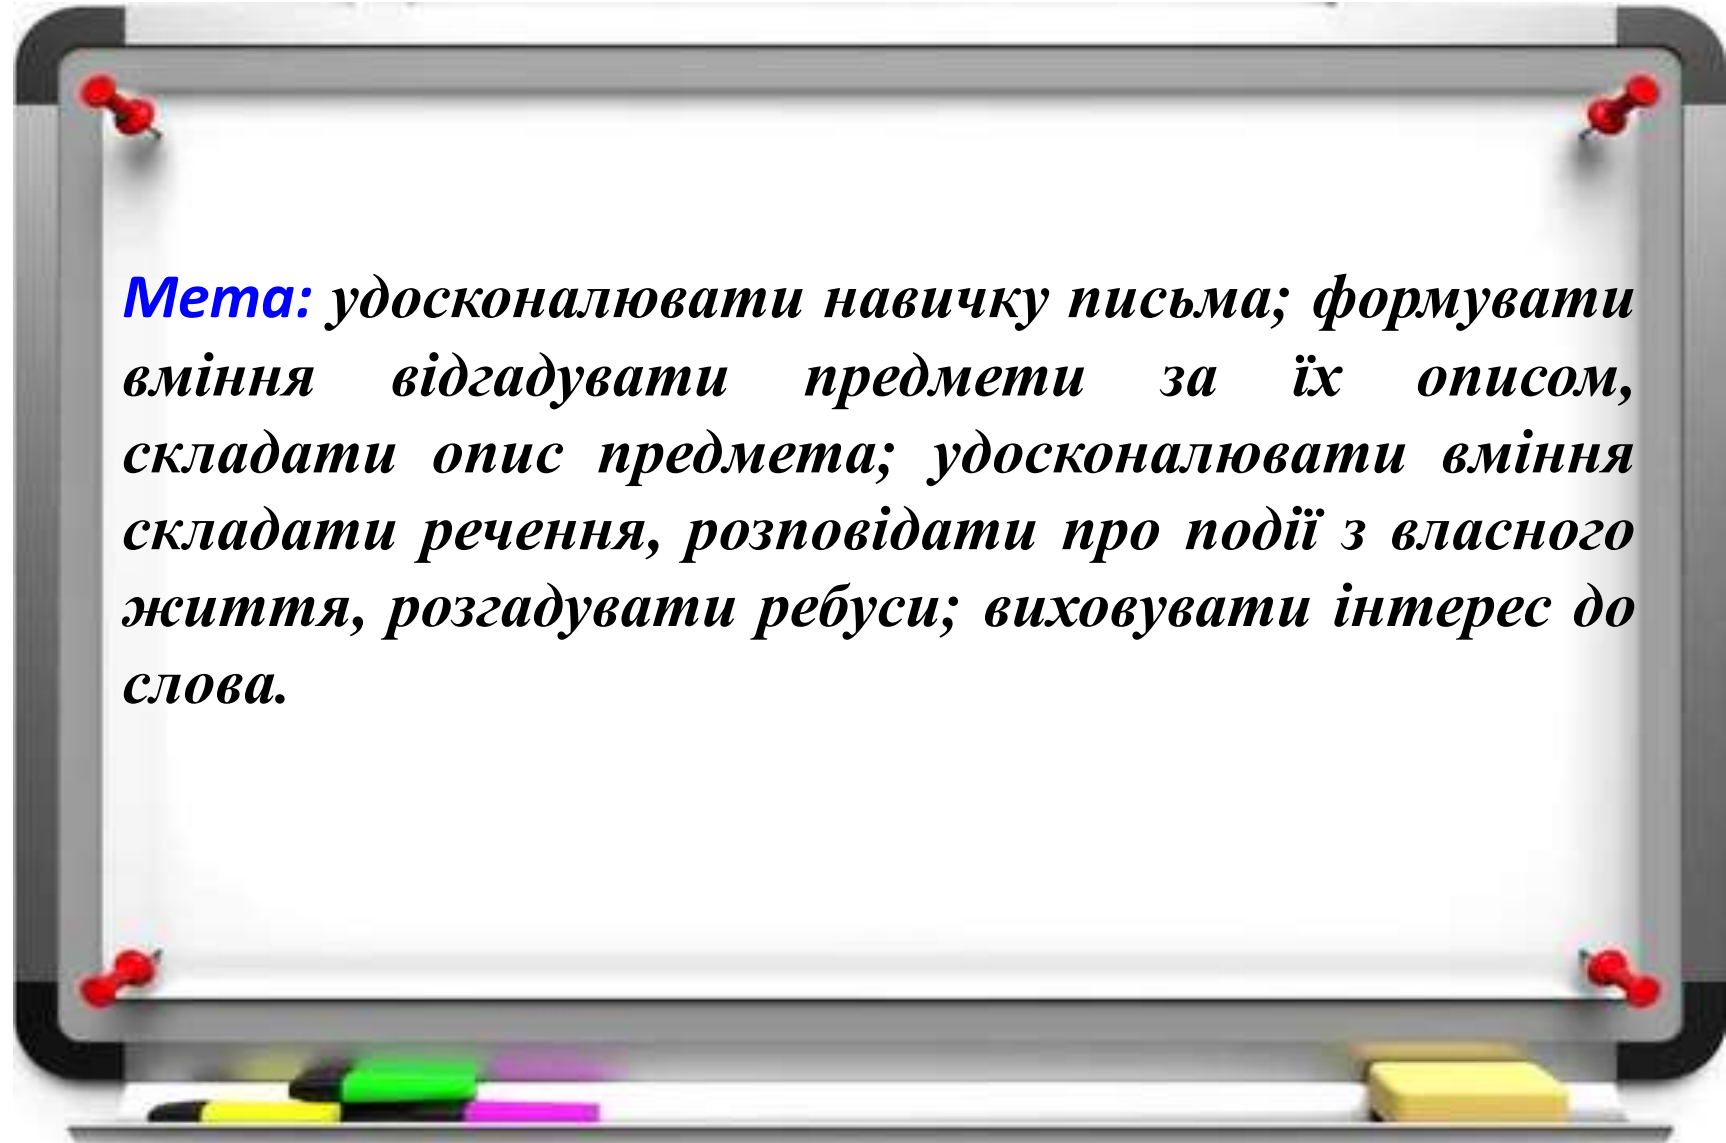 Мета: удосконалювати навичку письма; формувати
вміння відгадувати предмети за їх описом,
складати опис предмета; удосконалювати вміння
складати речення, розповідати про події з власного
життя, розгадувати ребуси; виховувати інтерес до
слова.